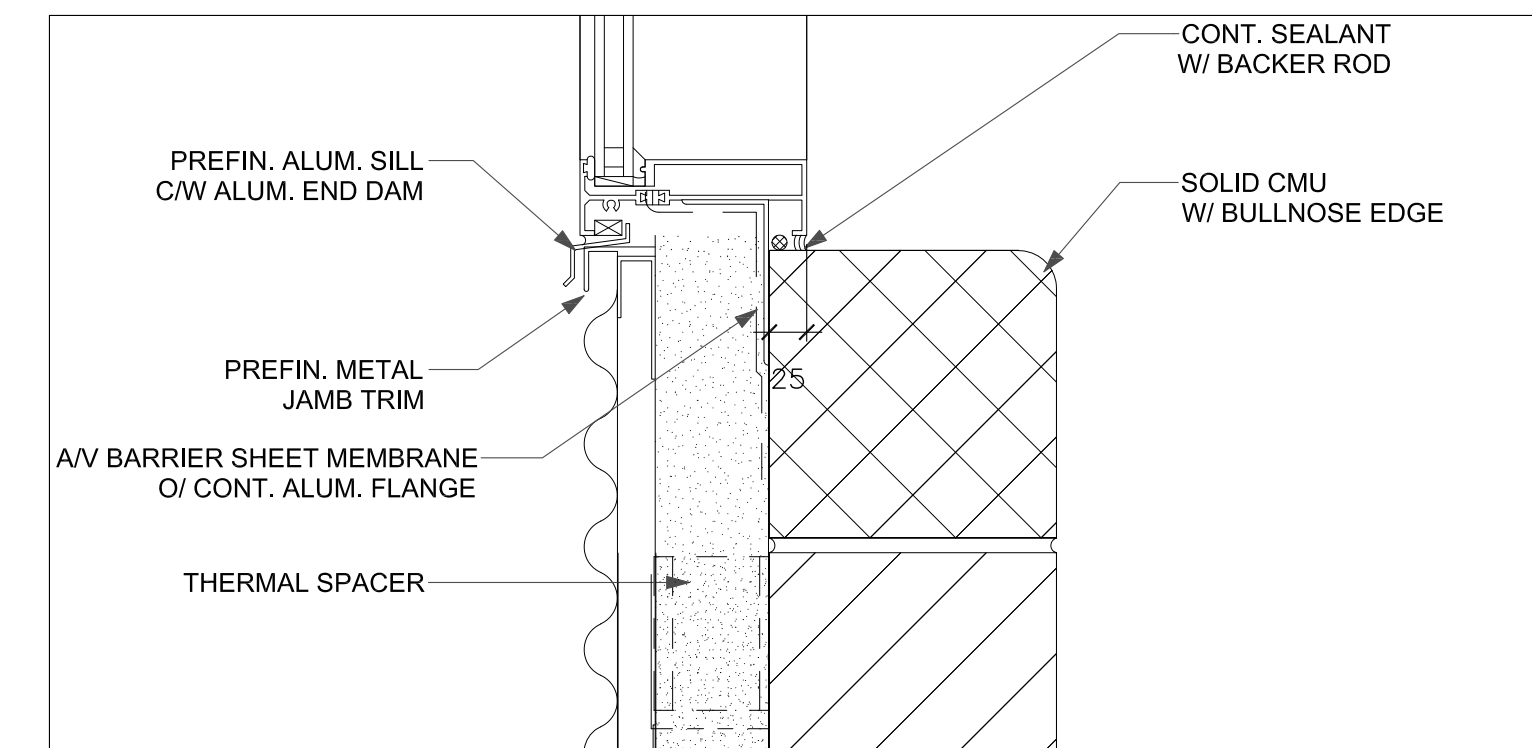 CONT. SEALANT
W/ BACKER ROD
PREFIN. ALUM. SILL
C/W ALUM. END DAM
SOLID CMU
W/ BULLNOSE EDGE
PREFIN. METAL
JAMB TRIM
25
A/V BARRIER SHEET MEMBRANE
O/ CONT. ALUM. FLANGE
THERMAL SPACER